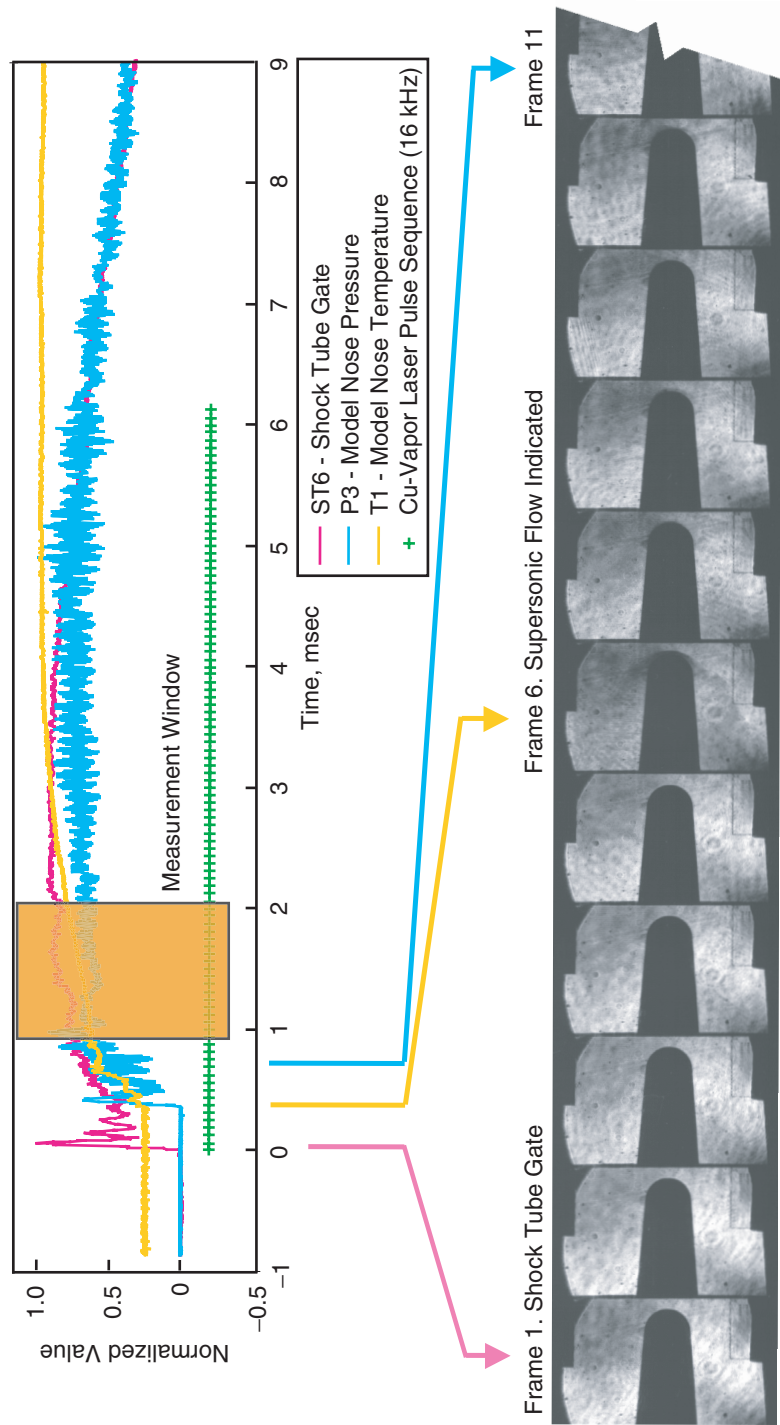 Normalized Value
1.0
0.5
0
−0.5
−1
0
1
2
3
4
5
6
7
8
9
Time, msec
Measurement Window
ST6 - Shock Tube Gate
P3 - Model Nose Pressure
T1 - Model Nose Temperature
Cu-Vapor Laser Pulse Sequence (16 kHz)
Frame 1. Shock Tube Gate
Frame 6. Supersonic Flow Indicated
Frame 11